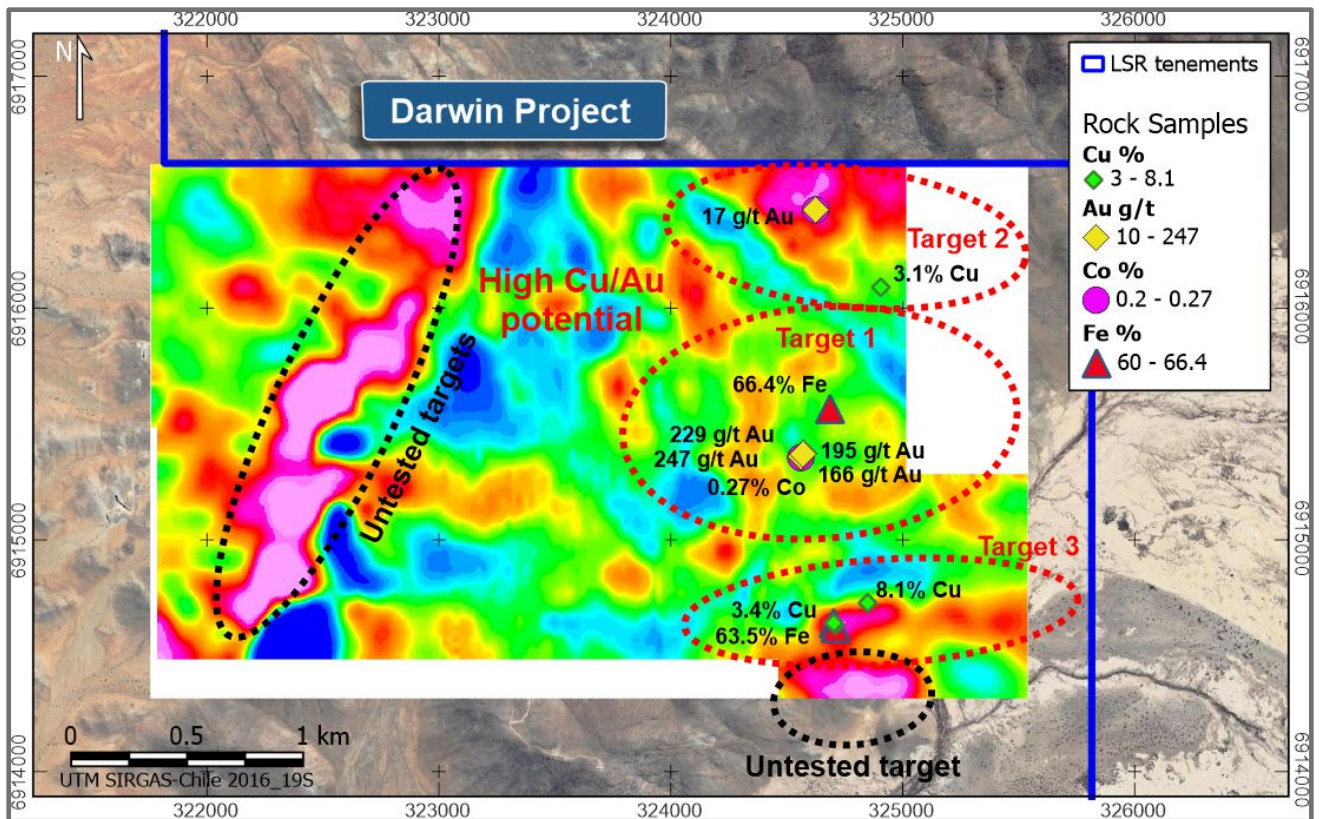 322000
323000
324000
325000
326000
6917000
6917000
N
Darwin Project
LSR tenements
Rock Samples
Cu %
3 - 8.1
Au g/t
10 - 247
Co %
0.2 - 0.27
Fe %
60 - 66.4
17 g/t Au
Target 2
3.1% Cu
High Cu/Au
potential
6916000
6916000
Untested targets
Target 1
66.4% Fe
229 g/t Au
195 g/t Au
247 g/t Au
166 g/t Au
0.27% Co
6915000
6915000
Target 3
8.1% Cu
3.4% Cu
63.5% Fe
Untested target
0
0.5
1 km
UTM SIRGAS-Chile 2016_19S
6914000
6914000
322000
323000
324000
325000
326000